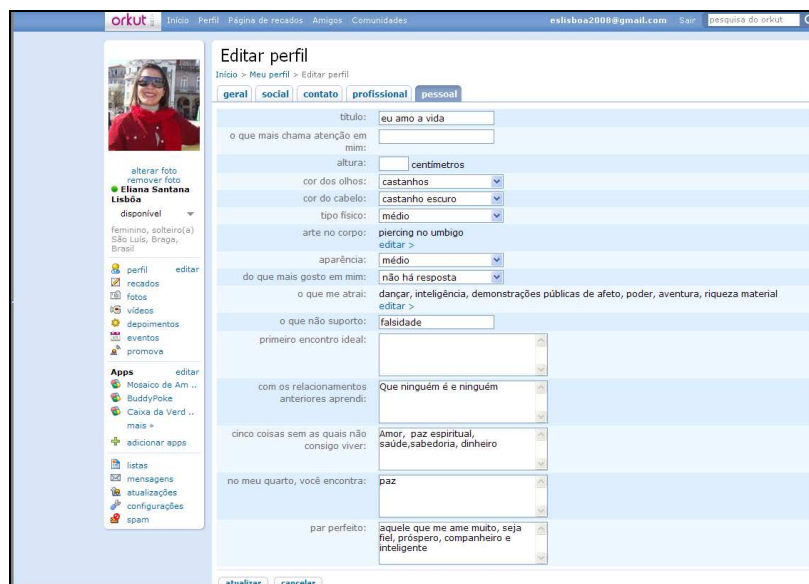 orkut Início Perfil Página de recados Amigos Comunidades eslisboa2008@gmail.com Sair pesquisa do orkut
Editar perfil
Início > Meu perfil > Editar perfil
geral social contato profissional pessoal
título: eu amo a vida
o que mais chama atenção em
mim:
altura: centímetros
cor dos olhos: castanhos
cor do cabelo: castanho escuro
tipo físico: médio
arte no corpo: piercing no umbigo
editar >
aparência: médio
do que mais gosto em mim: não há resposta
o que me atrai: dançar, inteligência, demonstrações públicas de afeto, poder, aventura, riqueza material
editar >
o que não suporto: falsidade
primeiro encontro ideal:
com os relacionamentos
anteriores aprendi:
Que ninguém é e ninguém
cinco coisas sem as quais não
consigo viver:
Amor, paz espiritual,
saúde,sabedoria, dinheiro
no meu quarto, você encontra: paz
par perfeito: aquele que me ame muito, seja
fiel, próspero, companheiro e
inteligente
atualizar cancelar
alterar foto
remover foto
Eliana Santana
Lisbôa
disponível
feminino, solteiro(a)
São Luís, Braga,
Brasil
perfil editar
recados
fotos
vídeos
depoimentos
eventos
promova
Apps editar
Mosaico de Am ..
BuddyPoke
Caixa da Verd ..
mais »
adicionar apps
listas
mensagens
atualizações
configurações
spam